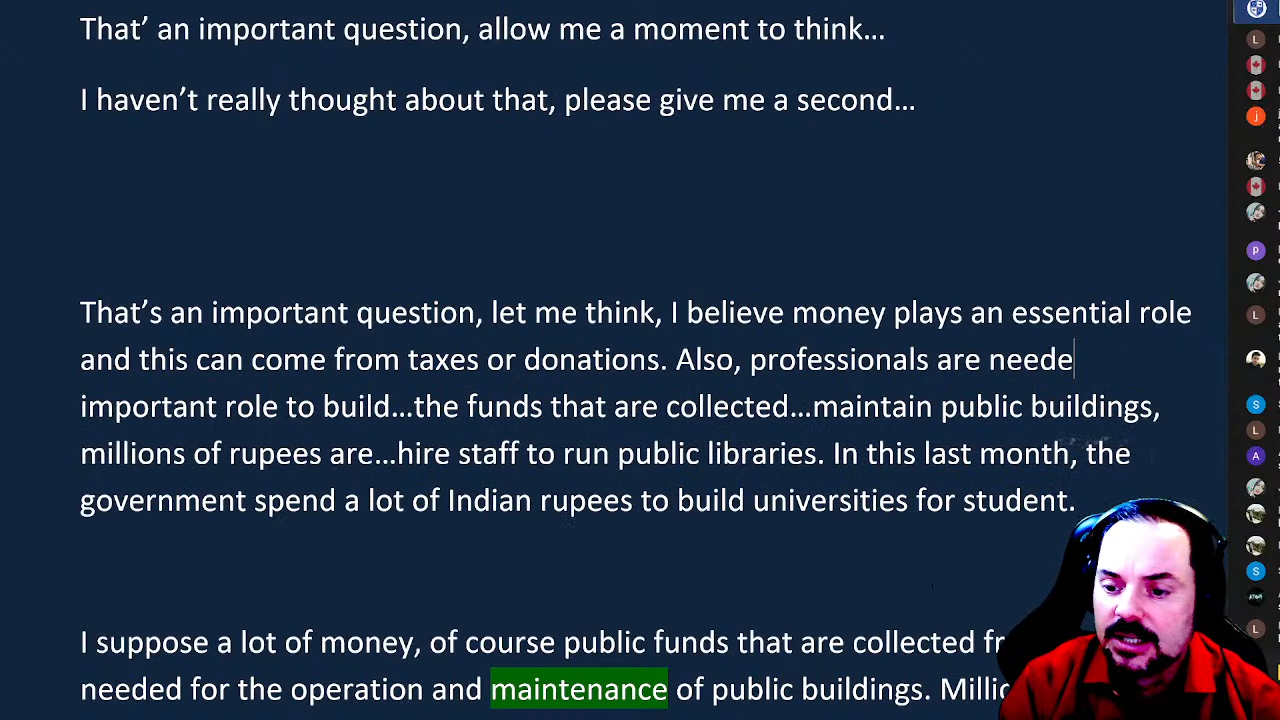 That’ an important question, allow me a moment to think…
I haven’t really thought about that, please give me a second…
That’s an important question, let me think, I believe money plays an essential role
and this can come from taxes or donations. Also, professionals are neede
important role to build…the funds that are collected…maintain public buildings,
millions of rupees are…hire staff to run public libraries. In this last month, the
government spend a lot of Indian rupees to build universities for student.
I suppose a lot of money, of course public funds that are collected
needed for the operation and maintenance of public buildings.
L
j
p
L
S
L
A
S
L